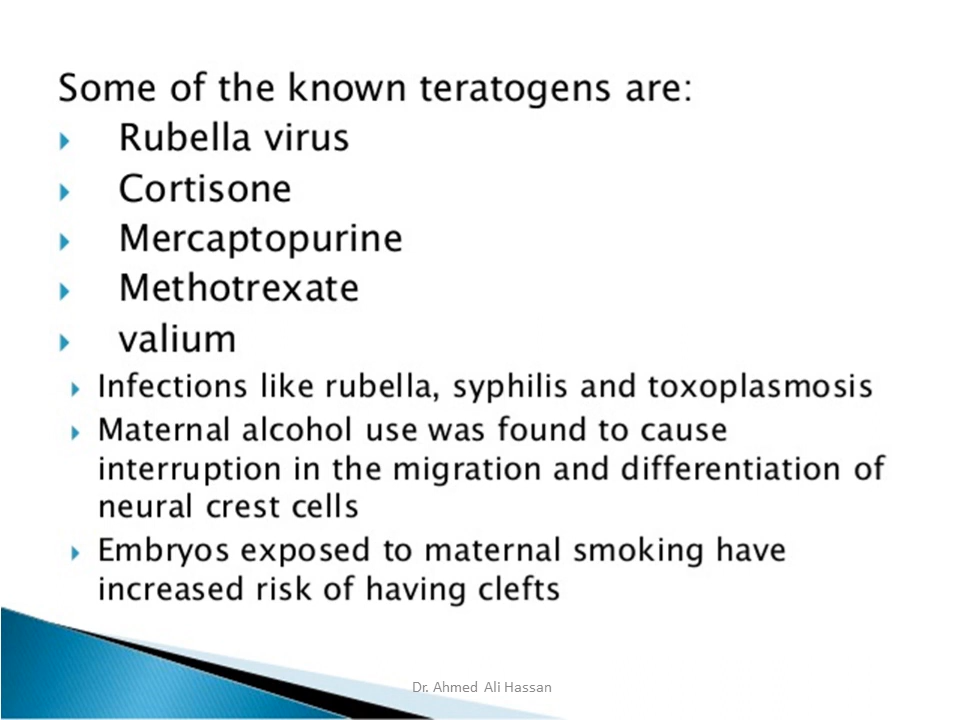 Some of the known teratogens are:
Rubella virus
Cortisone
Mercaptopurine
Methotrexate
valium
Infections like rubella, syphilis and toxoplasmosis
Maternal alcohol use was found to cause
interruption in the migration and differentiation of
neural crest cells
Embryos exposed to maternal smoking have
increased risk of having clefts
Dr. Ahmed Ali Hassan